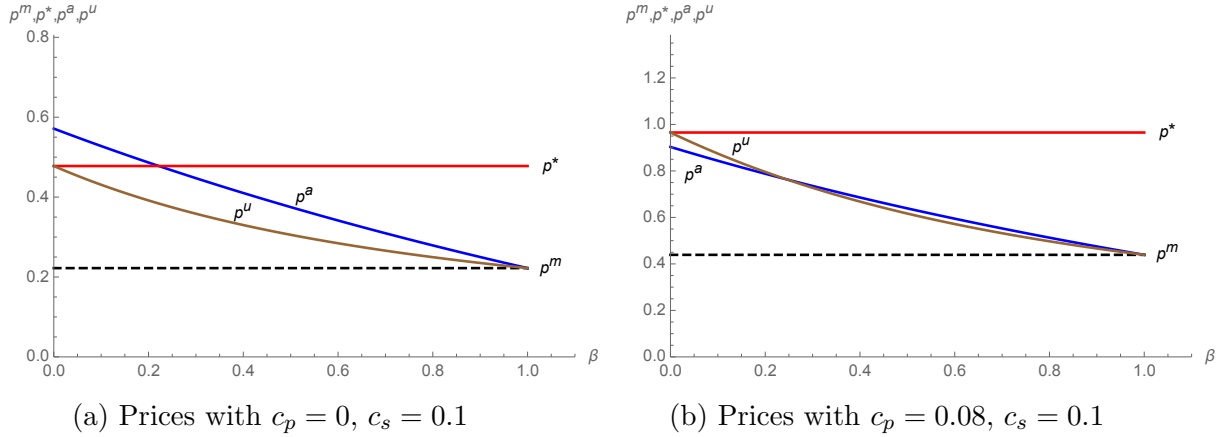 p^m,p*,p^a,p^u
0.8
0.6
0.4
0.2
0.0
0.0
0.2
0.4
0.6
0.8
1.0
β
p*
p^a
p^u
p^m
(a) Prices with c_p = 0, c_s = 0.1
p^m,p*,p^a,p^u
1.2
1.0
0.8
0.6
0.4
0.2
0.0
0.0
0.2
0.4
0.6
0.8
1.0
β
p*
p^u
p^a
p^m
(b) Prices with c_p = 0.08, c_s = 0.1